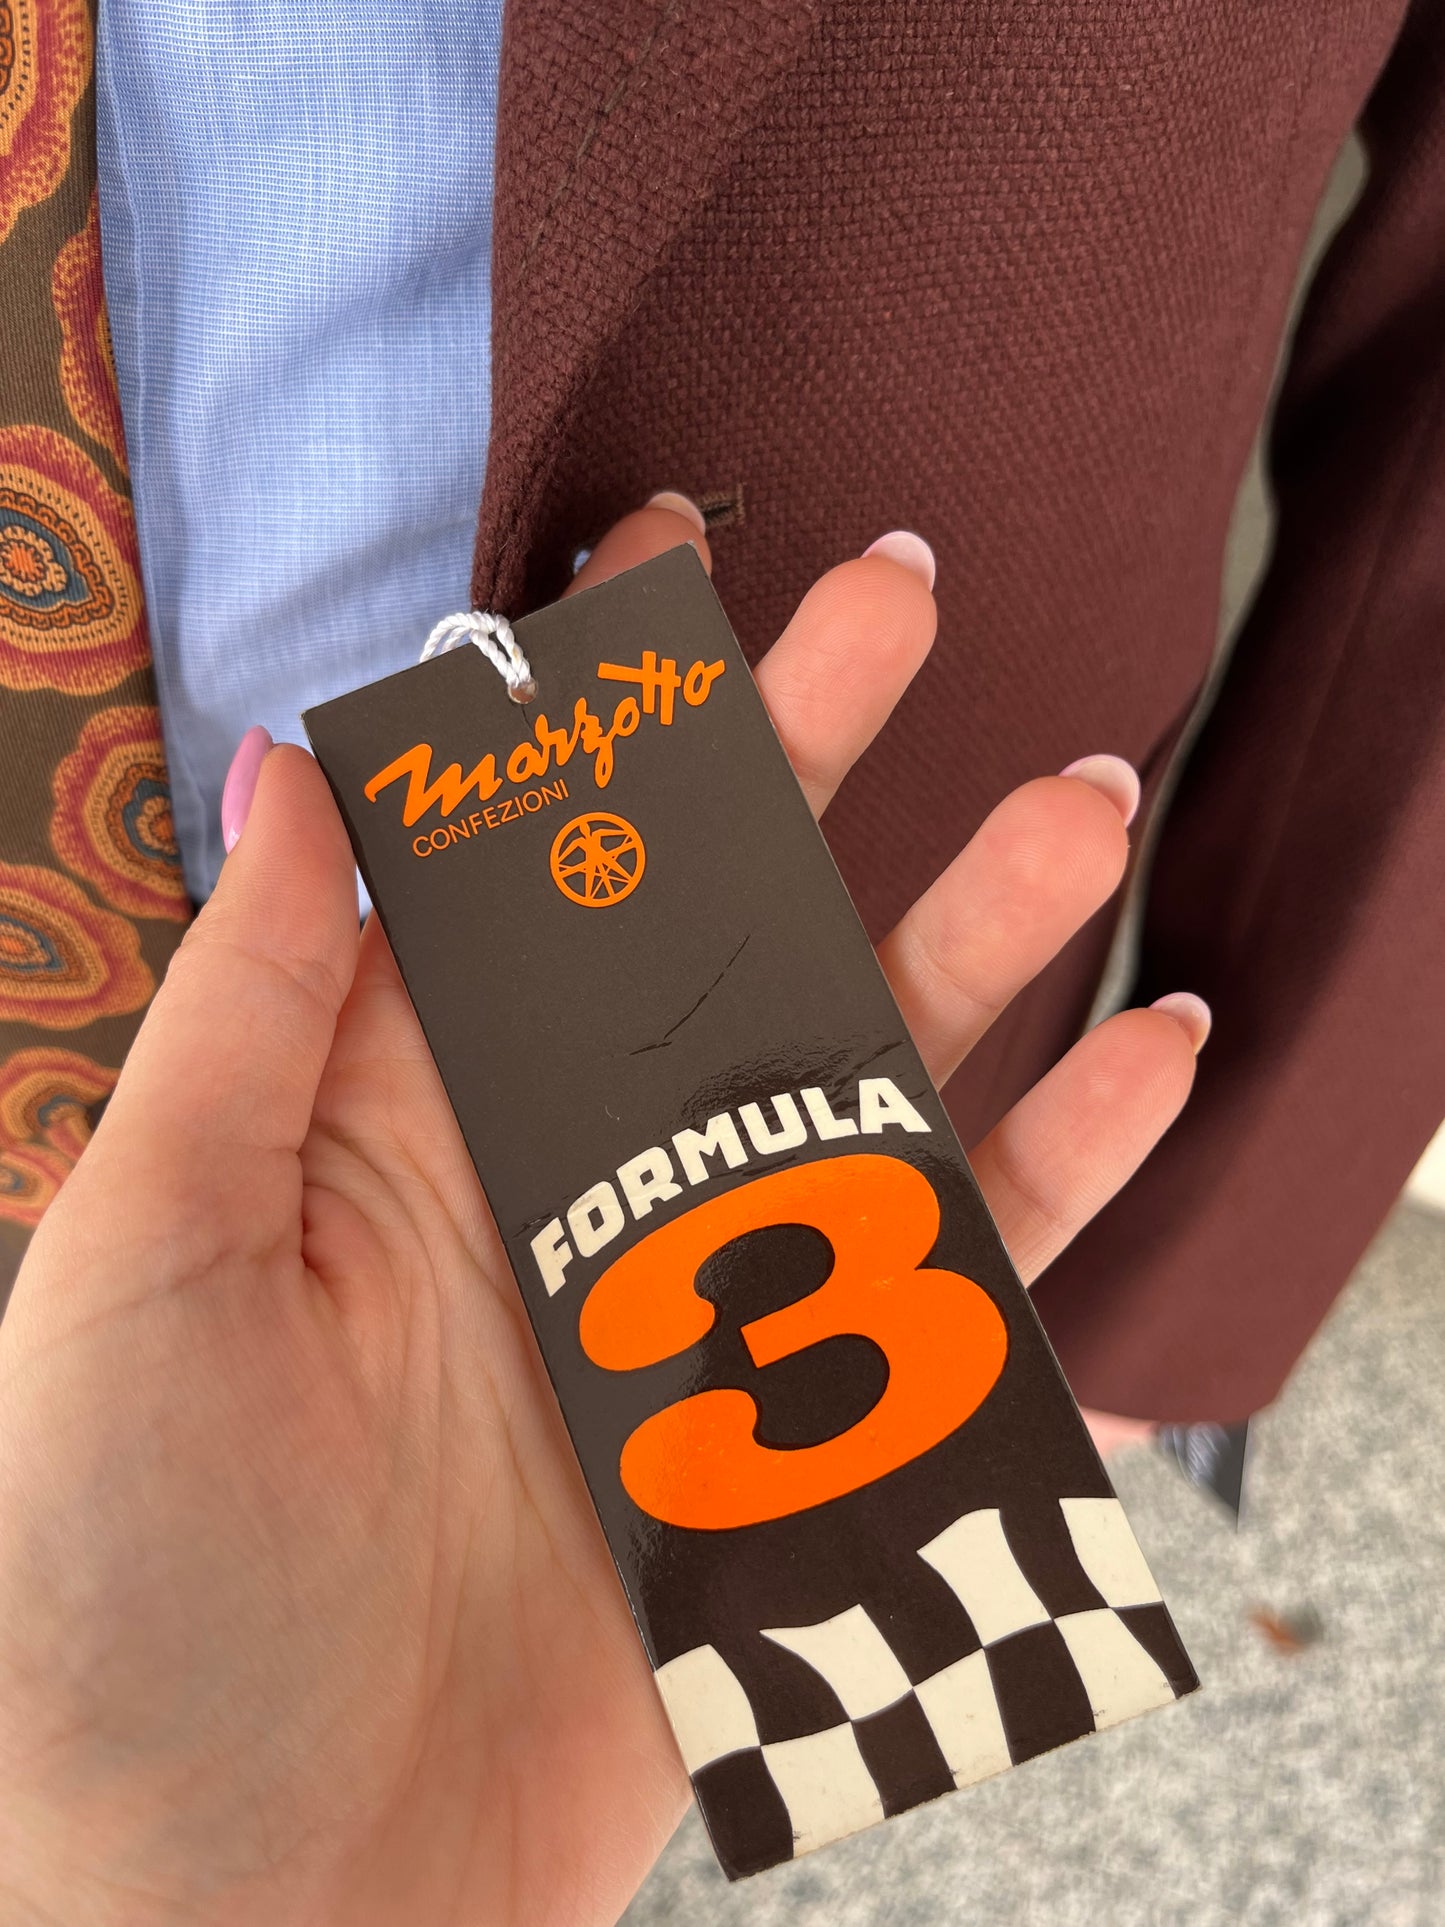 marzotto
CONFEZIONI
FORMULA
3